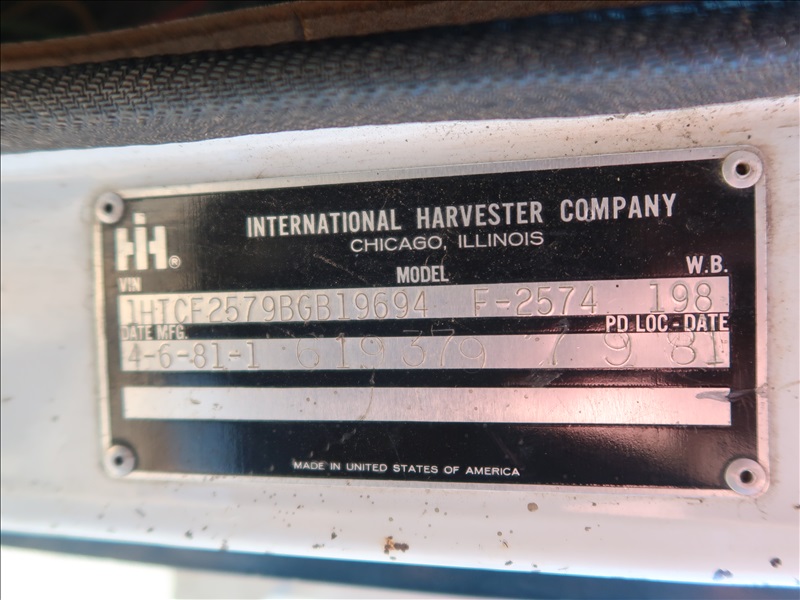 INTERNATIONAL HARVESTER COMPANY
CHICAGO, ILLINOIS
IH®
VIN MODEL W.B.
1HTCF2579BGB19694 F-2574 198
DATE MFG. PD LOC-DATE
4-6-81-1 619379 7 9 81
MADE IN UNITED STATES OF AMERICA